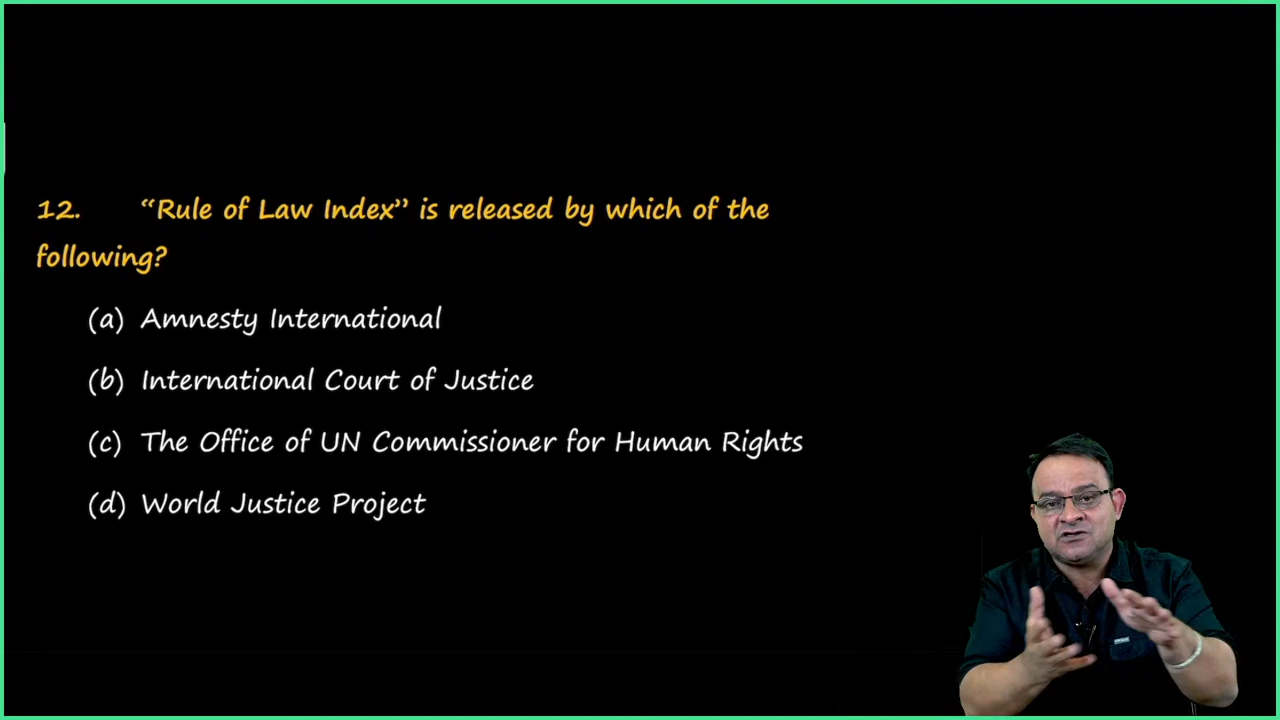 12. “Rule of Law Index” is released by which of the
following?
(a) Amnesty International
(b) International Court of Justice
(c) The Office of UN Commissioner for Human Rights
(d) World Justice Project